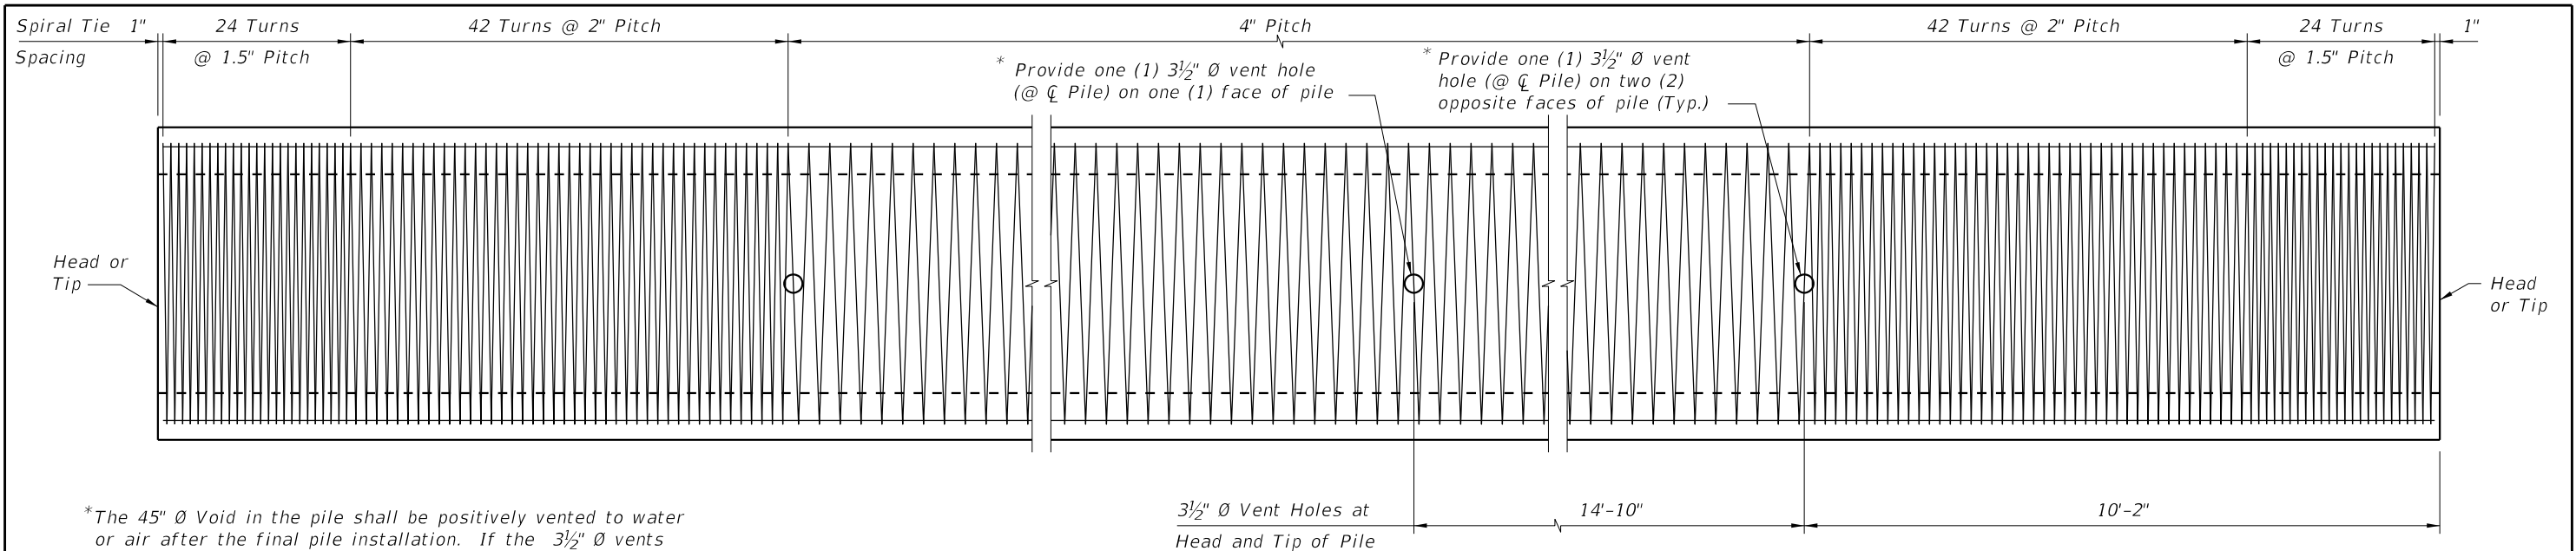 Spiral Tie 1" 24 Turns 42 Turns @ 2" Pitch 4" Pitch 42 Turns @ 2" Pitch 24 Turns 1"
Spacing @ 1.5" Pitch @ 1.5" Pitch
* Provide one (1) 3½" Ø vent hole
(@ ℄ Pile) on one (1) face of pile
* Provide one (1) 3½" Ø vent
hole (@ ℄ Pile) on two (2)
opposite faces of pile (Typ.)
Head or
Tip
Head
or Tip
*The 45" Ø Void in the pile shall be positively vented to water
or air after the final pile installation. If the 3½" Ø vents
3½" Ø Vent Holes at
Head and Tip of Pile
14'-10" 10'-2"